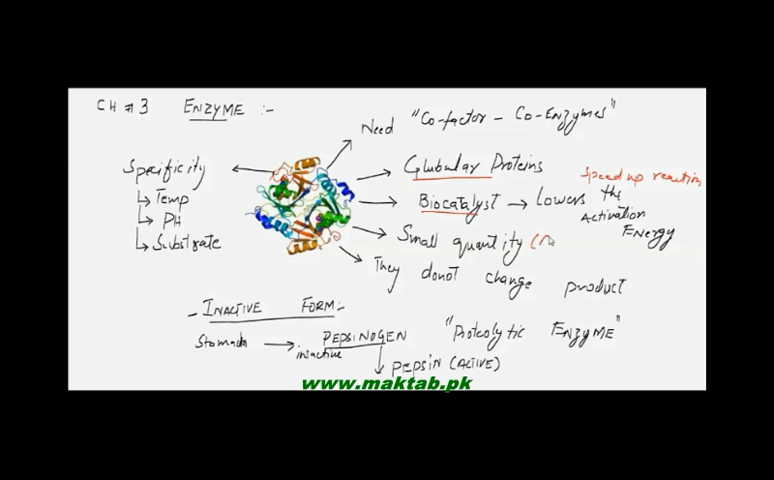 CH # 3 ENZYME :-
Need "Co-factor - Co-Enzymes"
Specificity
Temp
PH
Substrate
Globular Proteins
Speed up reaction
Biocatalyst → Lowers the
Activation
Energy
Small quantity (
They donot change product
- INACTIVE FORM:-
Stomach → PEPSINOGEN "Proteolytic ENZYME"
inactive
PEPSIN (ACTIVE)
www.maktab.pk